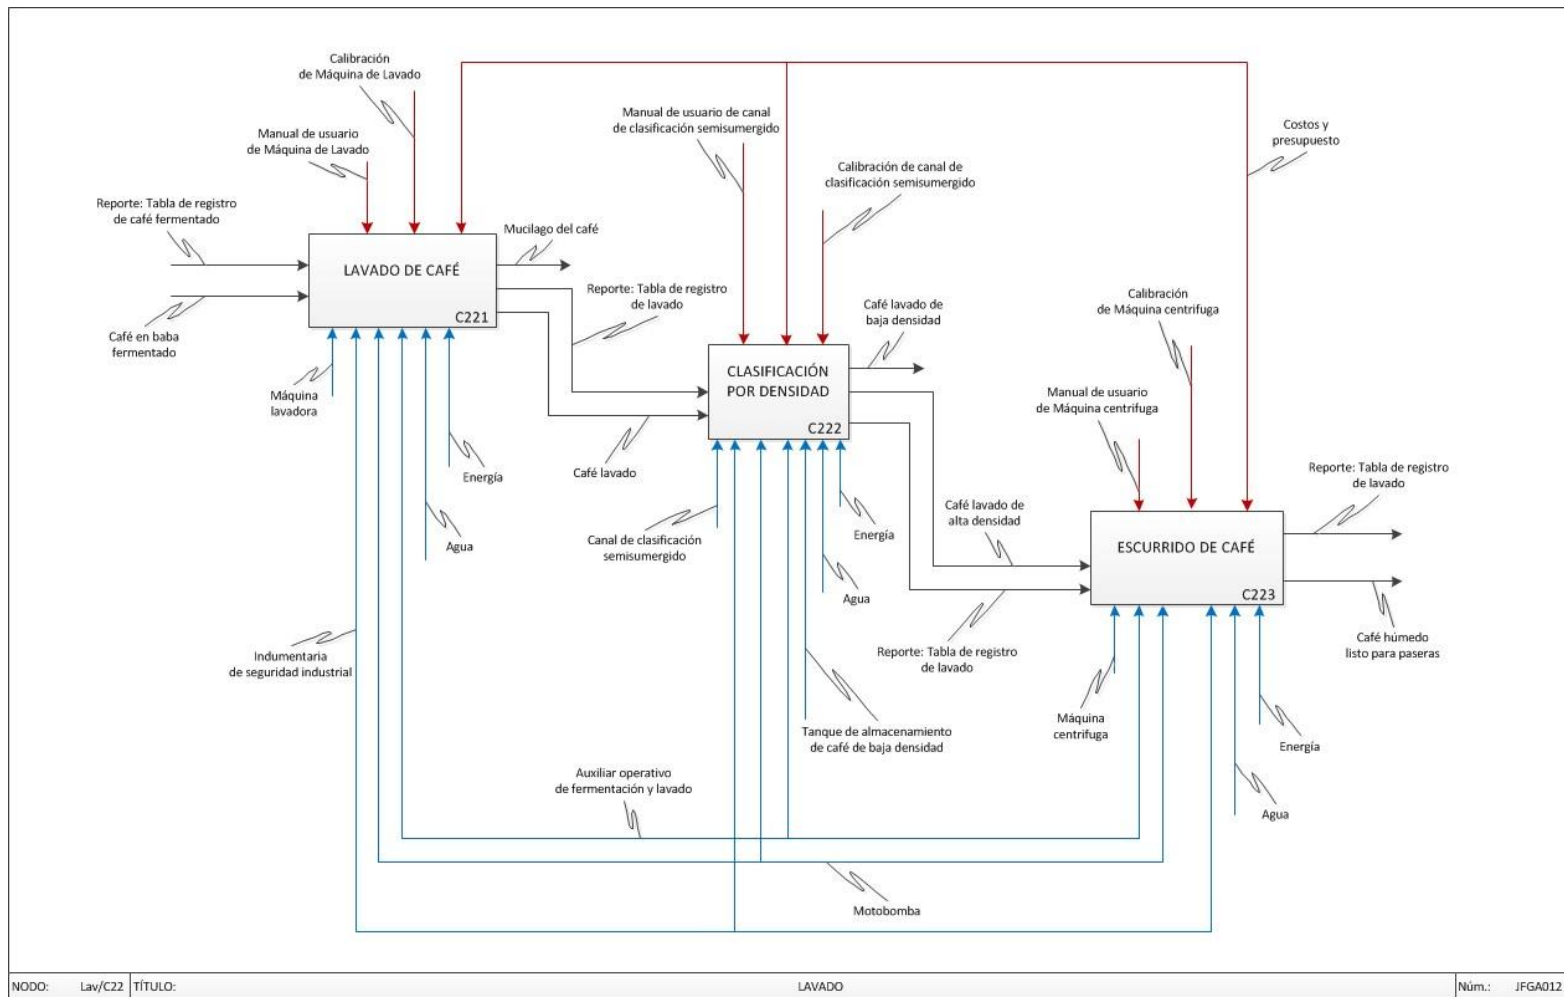 Calibración
de Máquina de Lavado
Manual de usuario
de Máquina de Lavado
Reporte: Tabla de registro
de café fermentado
Café en baba
fermentado
LAVADO DE CAFÉ
C221
Mucilago del café
Reporte: Tabla de registro
de lavado
Café lavado
Máquina
lavadora
Energía
Agua
Indumentaria
de seguridad industrial
Manual de usuario de canal
de clasificación semisumergido
Calibración de canal de
clasificación semisumergido
Costos y
presupuesto
CLASIFICACIÓN
POR DENSIDAD
C222
Café lavado de
baja densidad
Café lavado de
alta densidad
Reporte: Tabla de registro
de lavado
Canal de clasificación
semisumergido
Energía
Agua
Tanque de almacenamiento
de café de baja densidad
Calibración
de Máquina centrifuga
Manual de usuario
de Máquina centrifuga
ESCURRIDO DE CAFÉ
C223
Reporte: Tabla de registro
de lavado
Café húmedo
listo para paseras
Máquina
centrifuga
Energía
Agua
Auxiliar operativo
de fermentación y lavado
Motobomba
NODO: Lav/C22 TÍTULO: LAVADO Núm.: JFGA012